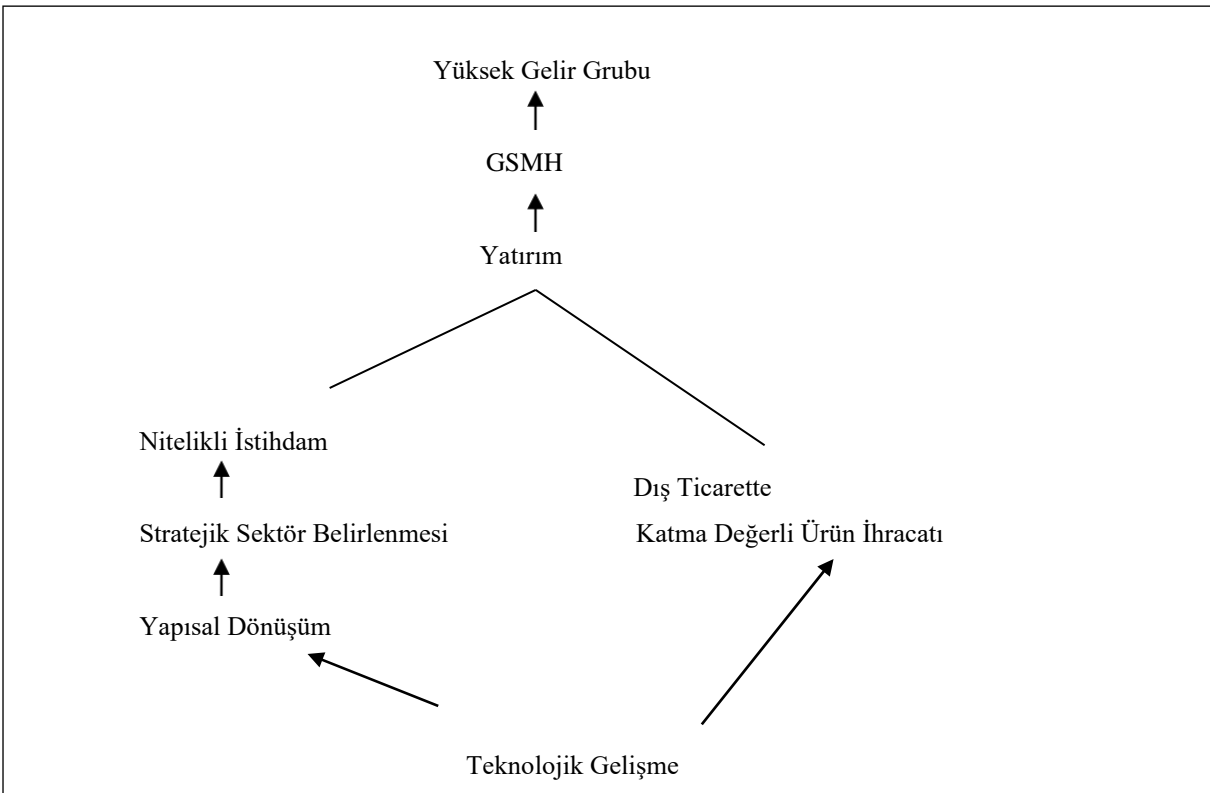 Yüksek Gelir Grubu
GSMH
Yatırım
Nitelikli İstihdam
Dış Ticarette
Stratejik Sektör Belirlenmesi
Katma Değerli Ürün İhracatı
Yapısal Dönüşüm
Teknolojik Gelişme